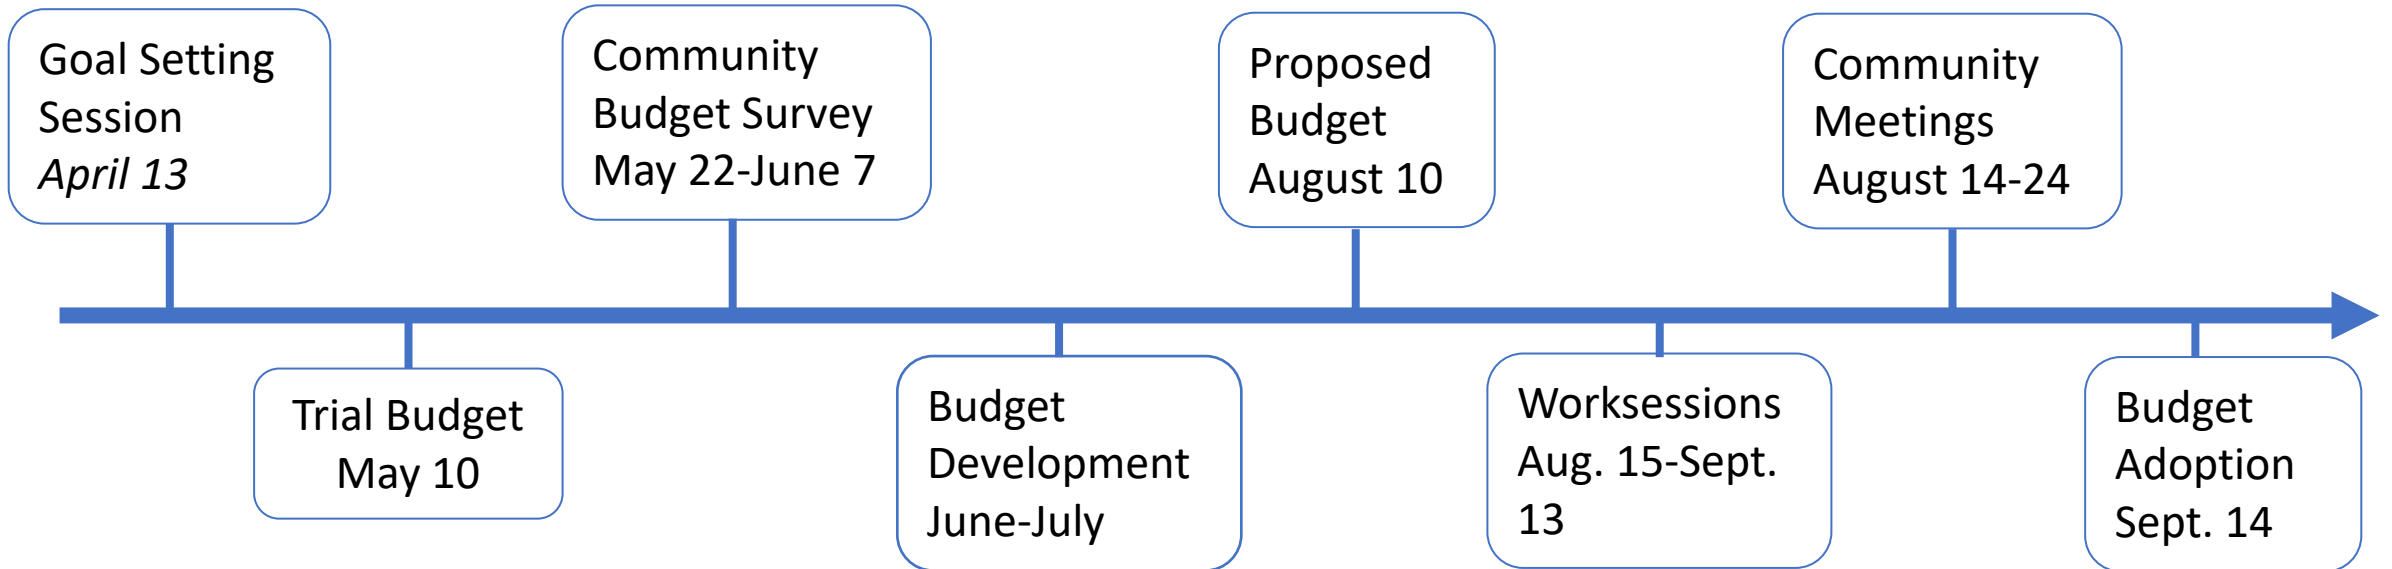 Goal Setting
Session
April 13
Trial Budget
May 10
Community
Budget Survey
May 22-June 7
Budget
Development
June-July
Proposed
Budget
August 10
Worksessions
Aug. 15-Sept.
13
Community
Meetings
August 14-24
Budget
Adoption
Sept. 14